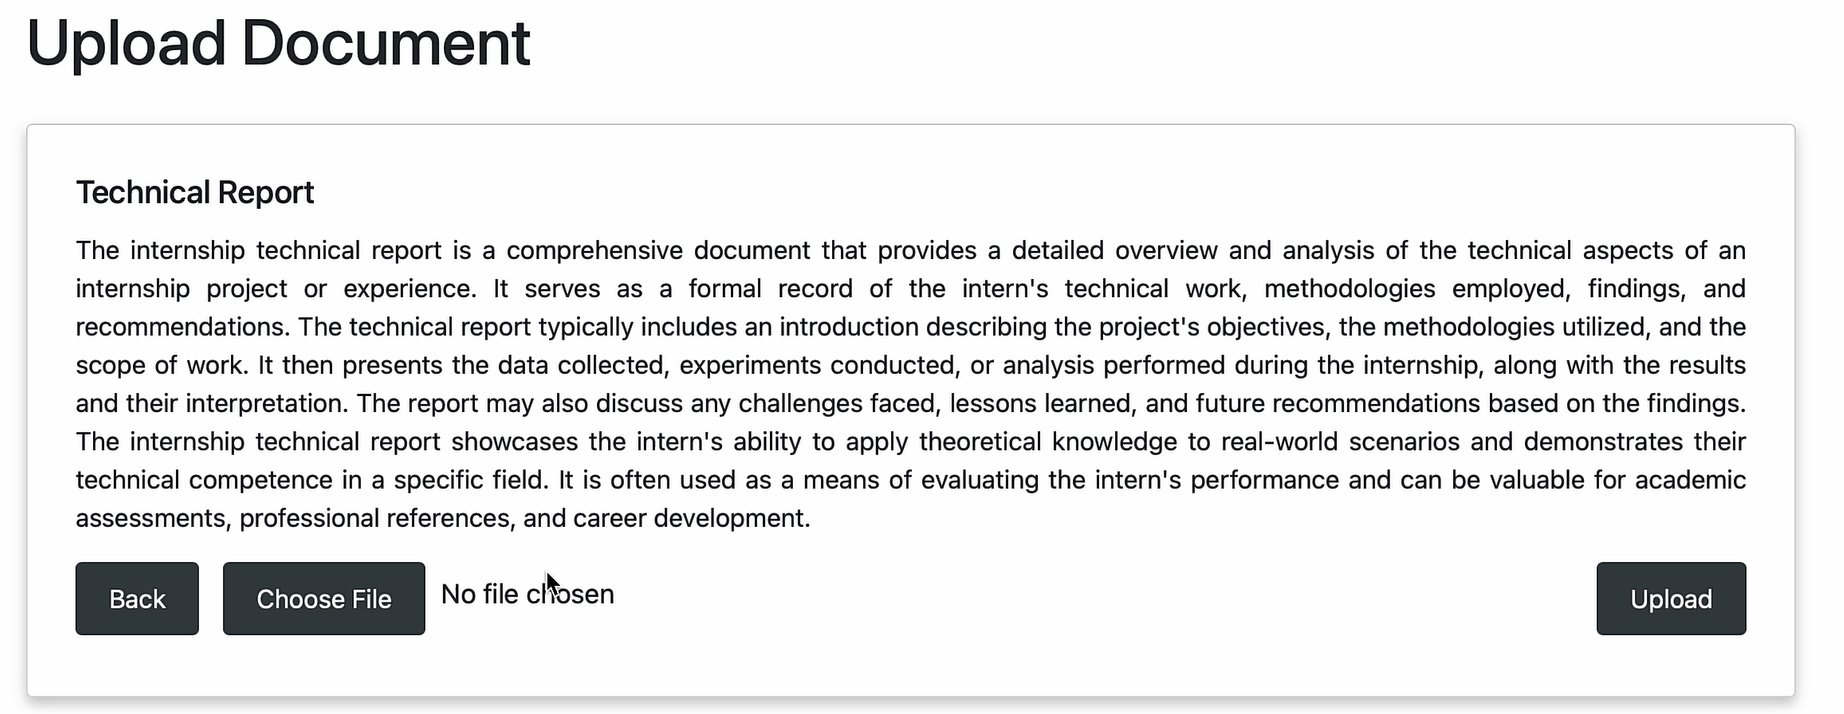 Upload Document
Technical Report
The internship technical report is a comprehensive document that provides a detailed overview and analysis of the technical aspects of an
internship project or experience. It serves as a formal record of the intern's technical work, methodologies employed, findings, and
recommendations. The technical report typically includes an introduction describing the project's objectives, the methodologies utilized, and the
scope of work. It then presents the data collected, experiments conducted, or analysis performed during the internship, along with the results
and their interpretation. The report may also discuss any challenges faced, lessons learned, and future recommendations based on the findings.
The internship technical report showcases the intern's ability to apply theoretical knowledge to real-world scenarios and demonstrates their
technical competence in a specific field. It is often used as a means of evaluating the intern's performance and can be valuable for academic
assessments, professional references, and career development.
Back Choose File No file chosen Upload